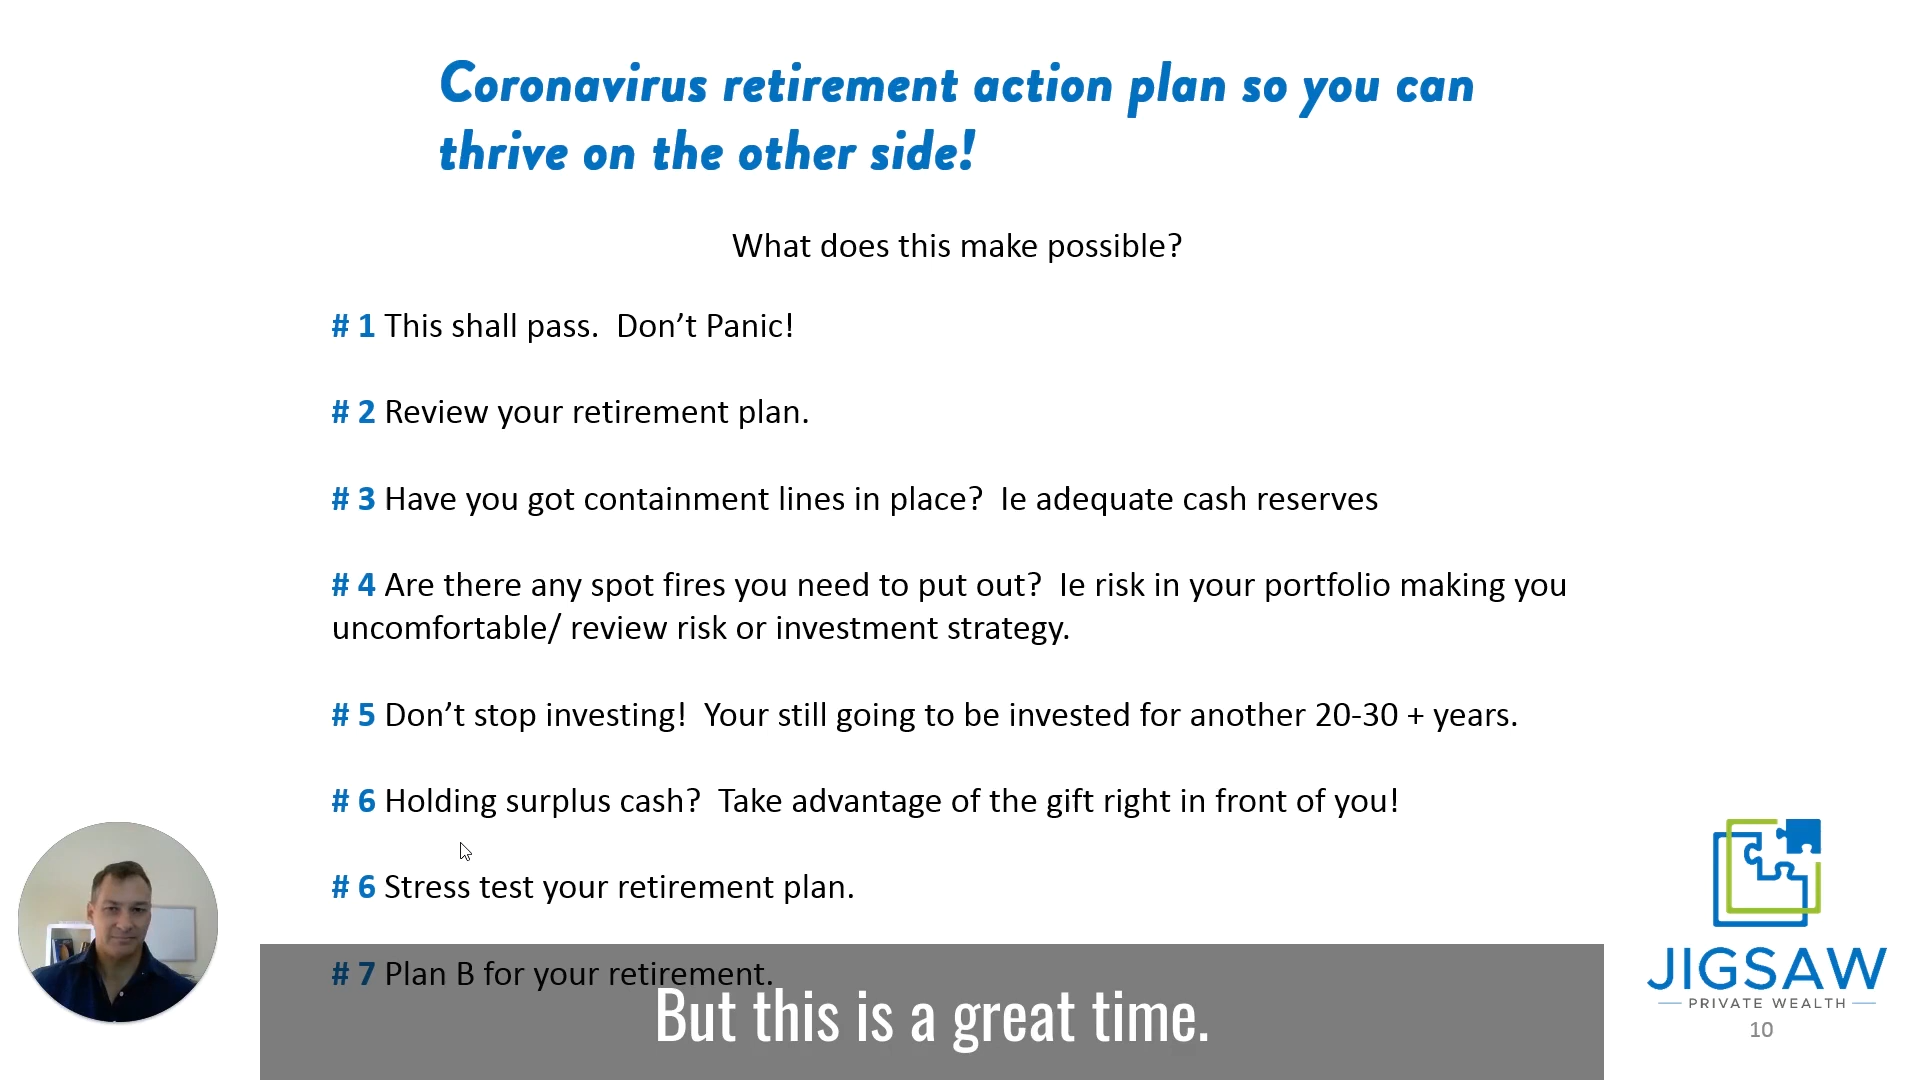 Coronavirus retirement action plan so you can
thrive on the other side!
What does this make possible?
# 1 This shall pass.  Don’t Panic!
# 2 Review your retirement plan.
# 3 Have you got containment lines in place?  Ie adequate cash reserves
# 4 Are there any spot fires you need to put out?  Ie risk in your portfolio making you
uncomfortable/ review risk or investment strategy.
# 5 Don’t stop investing!  Your still going to be invested for another 20-30 + years.
# 6 Holding surplus cash?  Take advantage of the gift right in front of you!
# 6 Stress test your retirement plan.
# 7 Plan B for your retirement.
But this is a great time.
JIGSAW
PRIVATE WEALTH
10